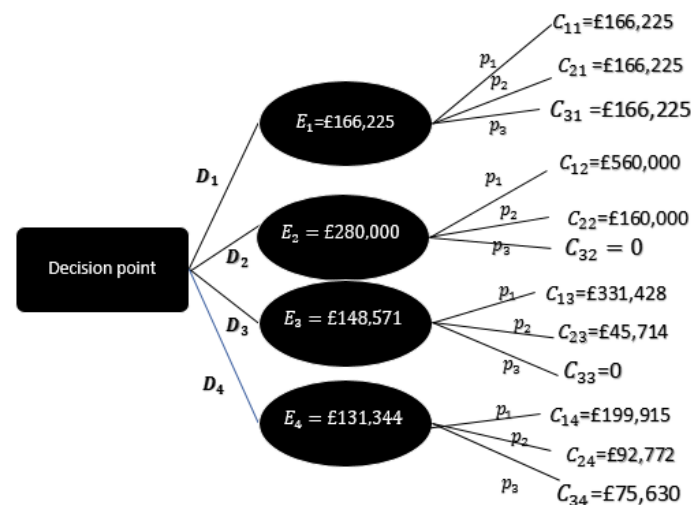 C₁₁=£166,225
p₁
p₂
C₂₁ =£166,225
p₃
C₃₁ =£166,225
E₁=£166,225
D₁
p₁
C₁₂=£560,000
p₂
C₂₂=£160,000
p₃
C₃₂ = 0
E₂ = £280,000
D₂
Decision point
p₁
C₁₃=£331,428
p₂
C₂₃=£45,714
p₃
C₃₃=0
E₃ = £148,571
D₃
D₄
p₁
C₁₄=£199,915
p₂
C₂₄=£92,772
p₃
C₃₄=£75,630
E₄ = £131,344